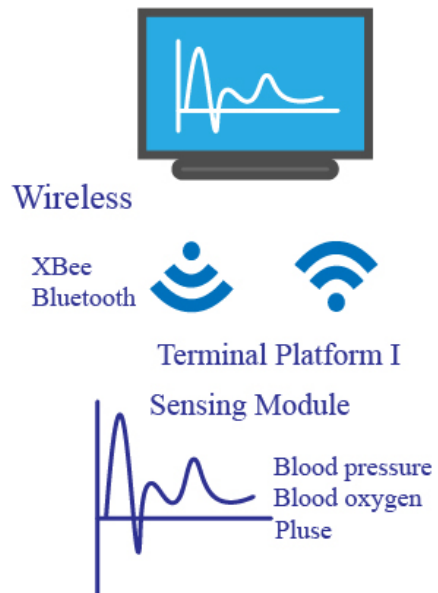 Wireless
XBee
Bluetooth
Terminal Platform I
Sensing Module
Blood pressure
Blood oxygen
Pluse